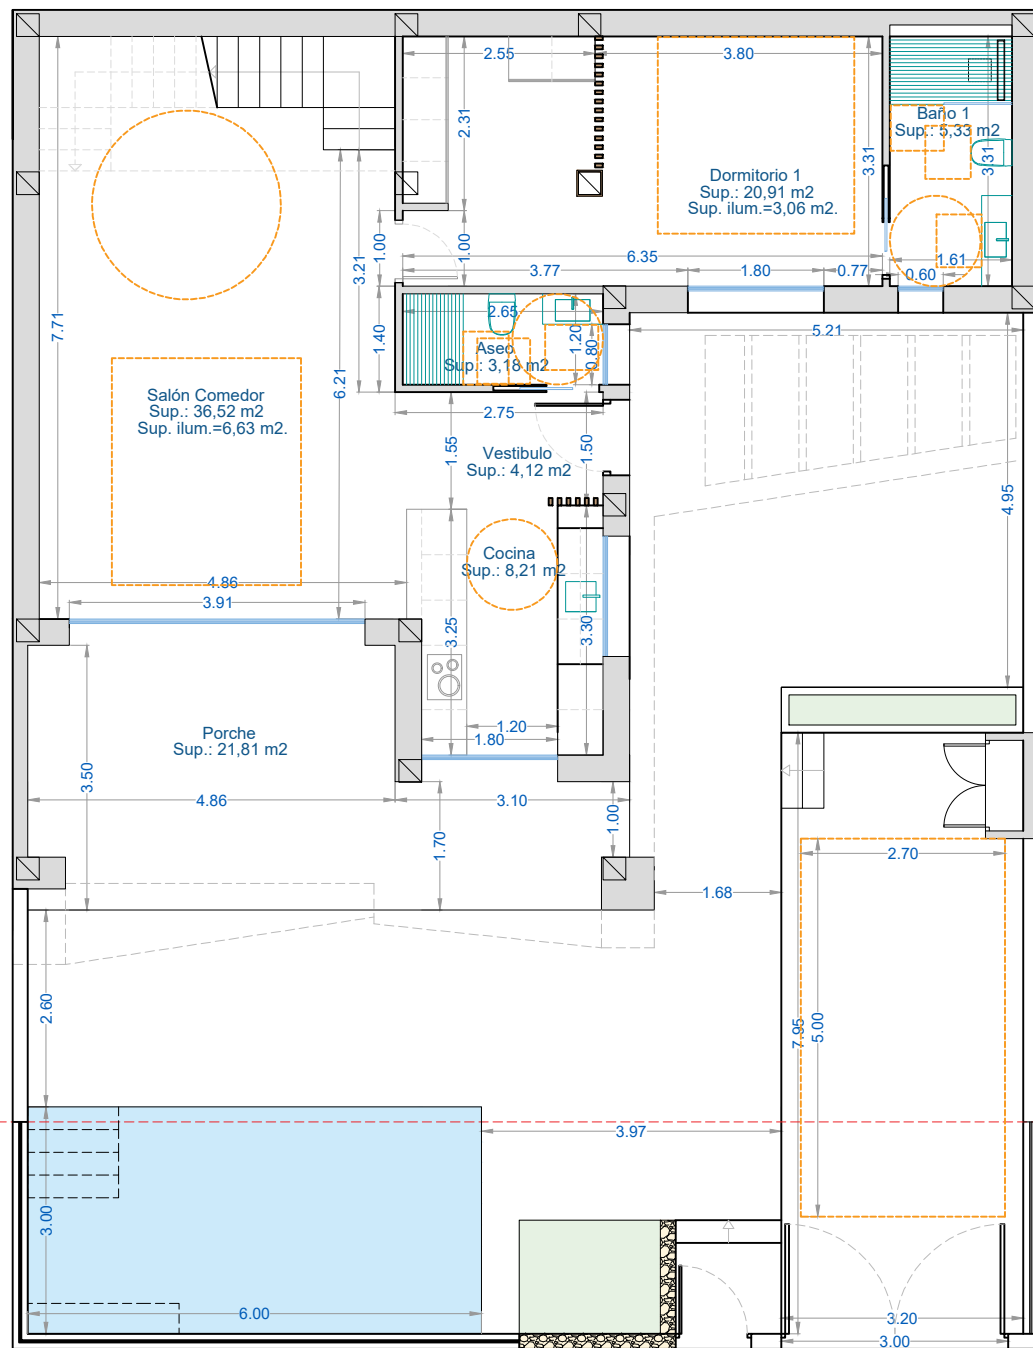 2.55
3.80
2.31
Baño 1
Sup.: 5,33 m2
3.31
3.31
Dormitorio 1
Sup.: 20,91 m2
Sup. ilum.=3,06 m2.
1.00
1.00
3.21
6.35
3.77
1.80
0.77
1.61
0.60
7.71
1.40
2.65
1.20
0.80
Aseo
Sup.: 3,18 m2
5.21
6.21
Salón Comedor
Sup.: 36,52 m2
Sup. ilum.=6,63 m2.
2.75
1.55
1.50
Vestibulo
Sup.: 4,12 m2
4.95
Cocina
Sup.: 8,21 m2
4.86
3.91
3.25
3.30
1.20
1.80
Porche
Sup.: 21,81 m2
3.50
4.86
3.10
1.00
1.70
2.70
1.68
2.60
7.95
5.00
3.97
3.00
6.00
3.20
3.00